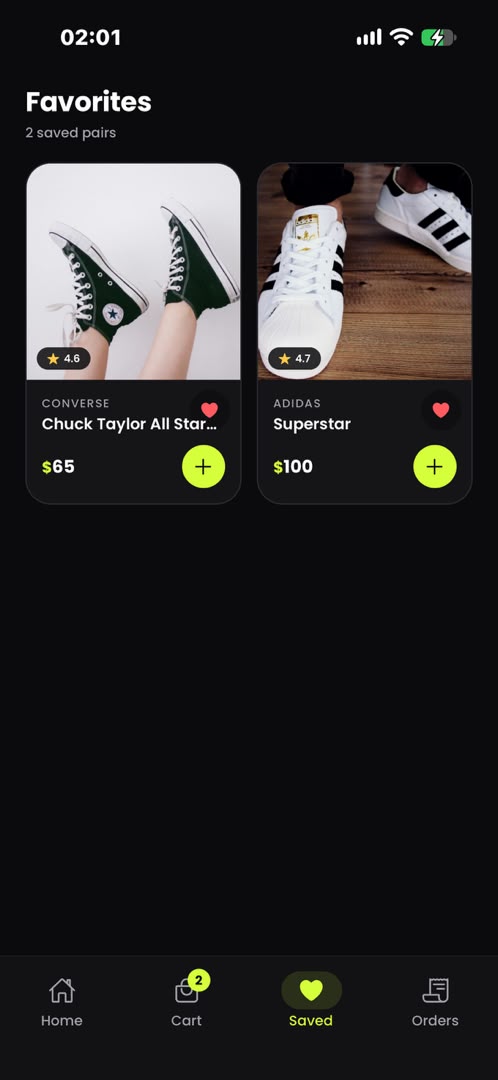 02:01
Favorites
2 saved pairs
4.6
4.7
CONVERSE
Chuck Taylor All Star...
$65
ADIDAS
Superstar
$100
2
Home
Cart
Saved
Orders